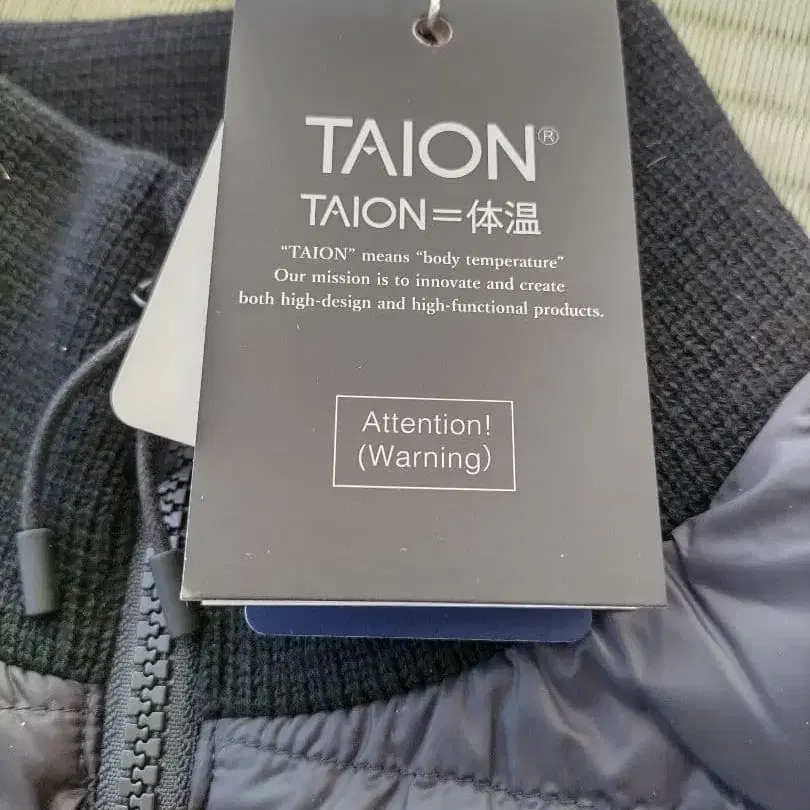 TAION®
TAION=体温
"TAION" means "body temperature"
Our mission is to innovate and create
both high-design and high-functional products.
Attention!
(Warning)